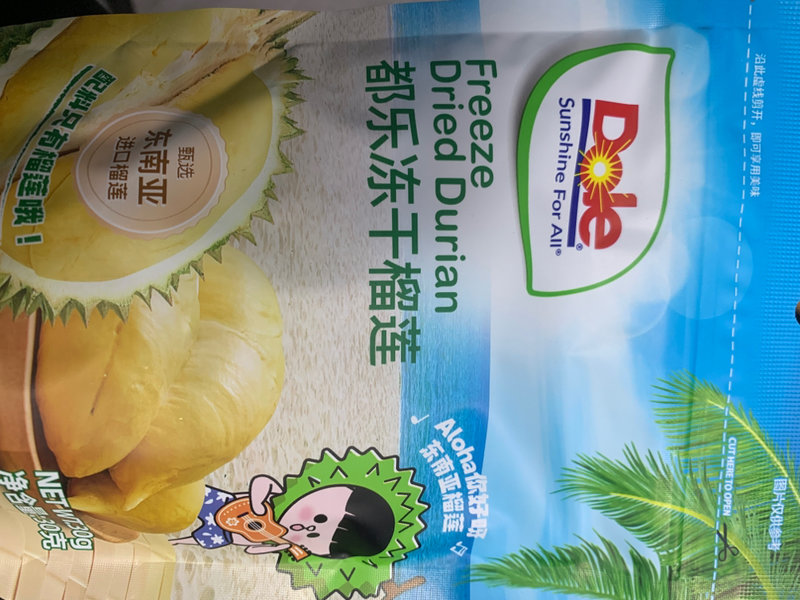 沿此虚线剪开，即可享用美味
CUT HERE TO OPEN
图片仅供参考
Dole®
Sunshine For All®
Freeze
Dried Durian
都乐冻干榴莲
Aloha你好呀
东南亚榴莲
甄选
东南亚
进口榴莲
配料只有榴莲哦！
NET WT.
净含量